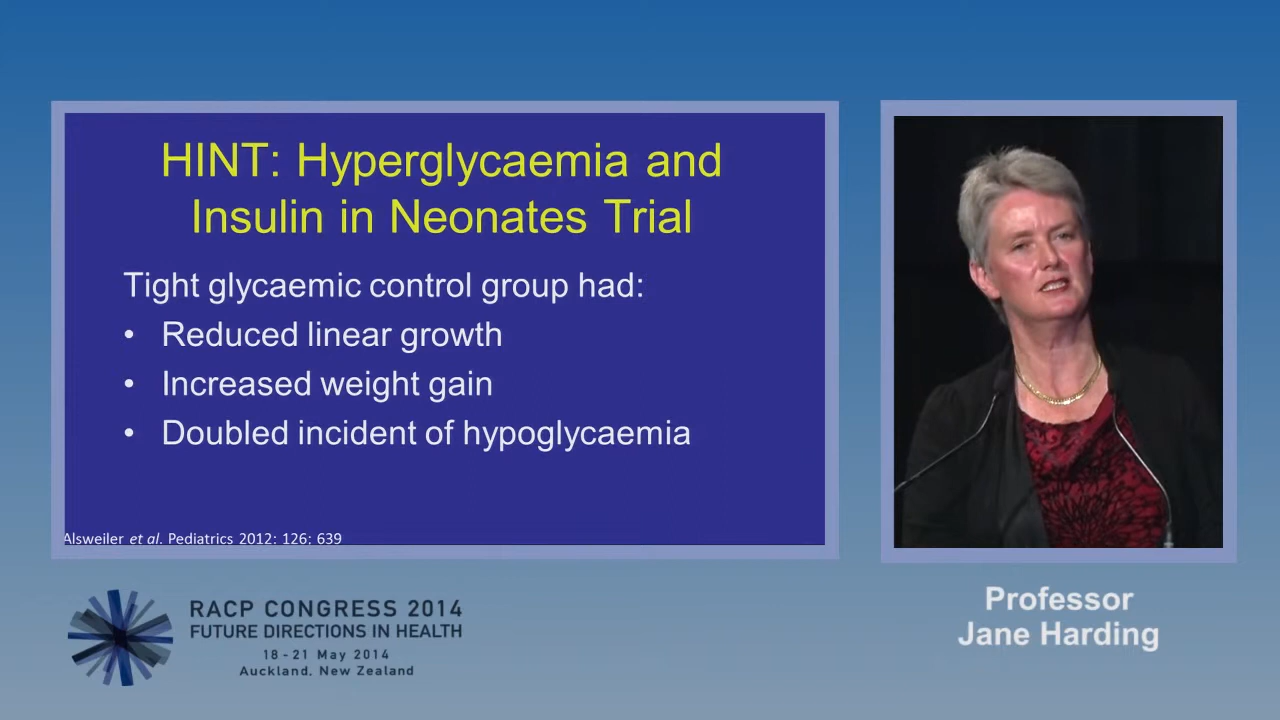 HINT: Hyperglycaemia and
Insulin in Neonates Trial
Tight glycaemic control group had:
• Reduced linear growth
• Increased weight gain
• Doubled incident of hypoglycaemia
Alsweiler et al. Pediatrics 2012: 126: 639
RACP CONGRESS 2014
FUTURE DIRECTIONS IN HEALTH
18 - 21 May 2014
Auckland, New Zealand
Professor
Jane Harding